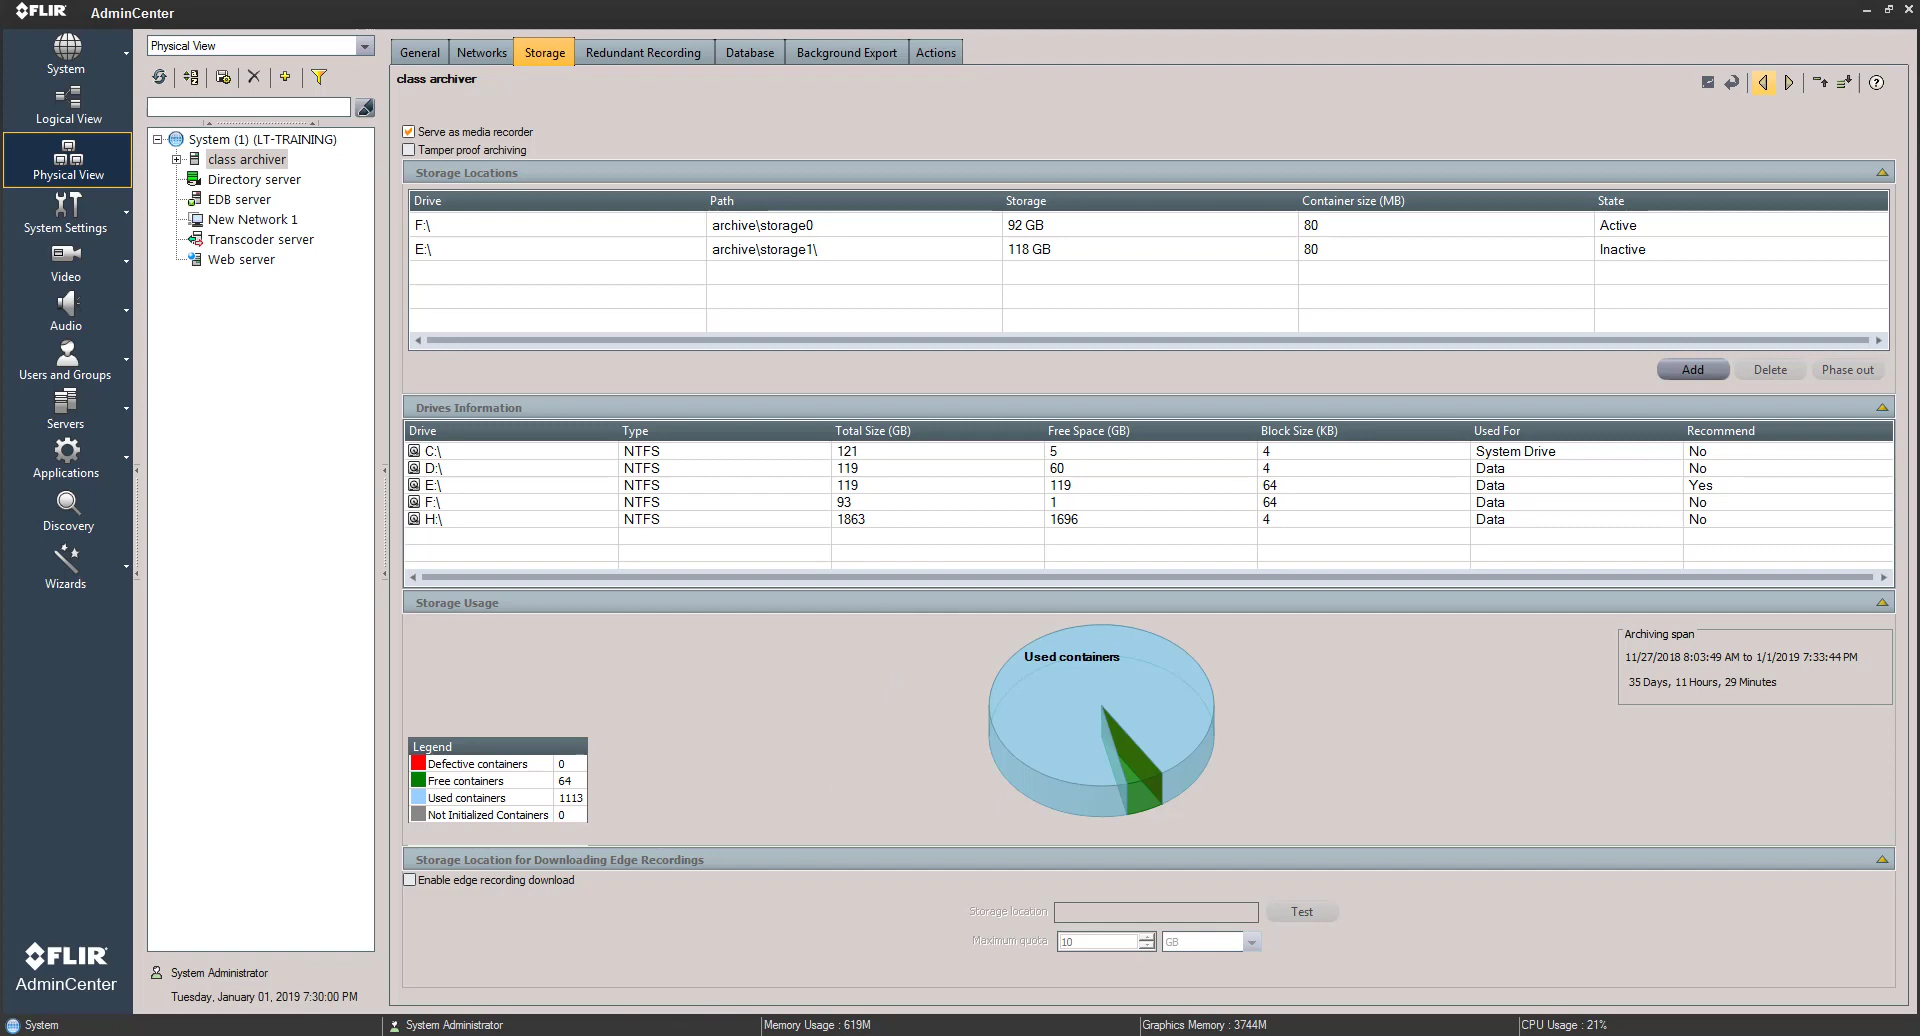 FLIR AdminCenter
System
Logical View
Physical View
System Settings
Video
Audio
Users and Groups
Servers
Applications
Discovery
Wizards
FLIR
AdminCenter
Physical View
System (1) (LT-TRAINING)
class archiver
Directory server
EDB server
New Network 1
Transcoder server
Web server
System Administrator
Tuesday, January 01, 2019 7:30:00 PM
General Networks Storage Redundant Recording Database Background Export Actions
class archiver
Serve as media recorder
Tamper proof archiving
Storage Locations
Drive Path Storage Container size (MB) State
F:\ archive\storage0 92 GB 80 Active
E:\ archive\storage1\ 118 GB 80 Inactive
Add Delete Phase out
Drives Information
Drive Type Total Size (GB) Free Space (GB) Block Size (KB) Used For Recommend
C:\ NTFS 121 5 4 System Drive No
D:\ NTFS 119 60 4 Data No
E:\ NTFS 119 119 64 Data Yes
F:\ NTFS 93 1 64 Data No
H:\ NTFS 1863 1696 4 Data No
Storage Usage
Used containers
Archiving span
11/27/2018 8:03:49 AM to 1/1/2019 7:33:44 PM
35 Days, 11 Hours, 29 Minutes
Legend
Defective containers 0
Free containers 64
Used containers 1113
Not Initialized Containers 0
Storage Location for Downloading Edge Recordings
Enable edge recording download
Storage location Test
Maximum quota 10 GB
System System Administrator Memory Usage : 619M Graphics Memory : 3744M CPU Usage : 21%